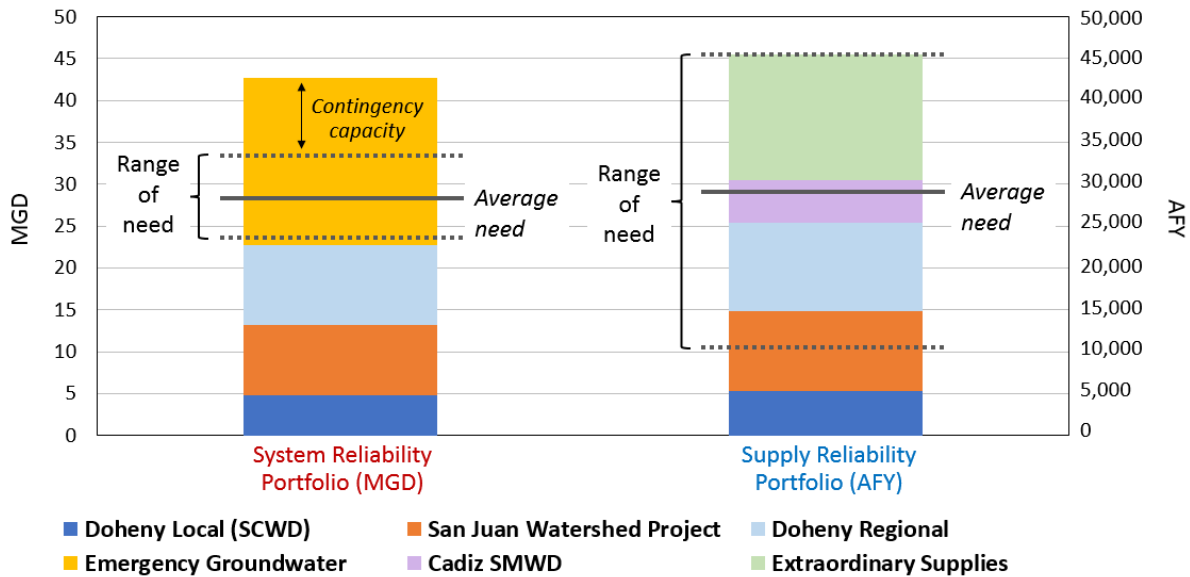 50
45
40
35
30
25
20
15
10
5
0
MGD
50,000
45,000
40,000
35,000
30,000
25,000
20,000
15,000
10,000
5,000
0
AFY
Contingency
capacity
Range
of
need
Average
need
Range
of
need
Average
need
System Reliability
Portfolio (MGD)
Supply Reliability
Portfolio (AFY)
Doheny Local (SCWD)
San Juan Watershed Project
Doheny Regional
Emergency Groundwater
Cadiz SMWD
Extraordinary Supplies